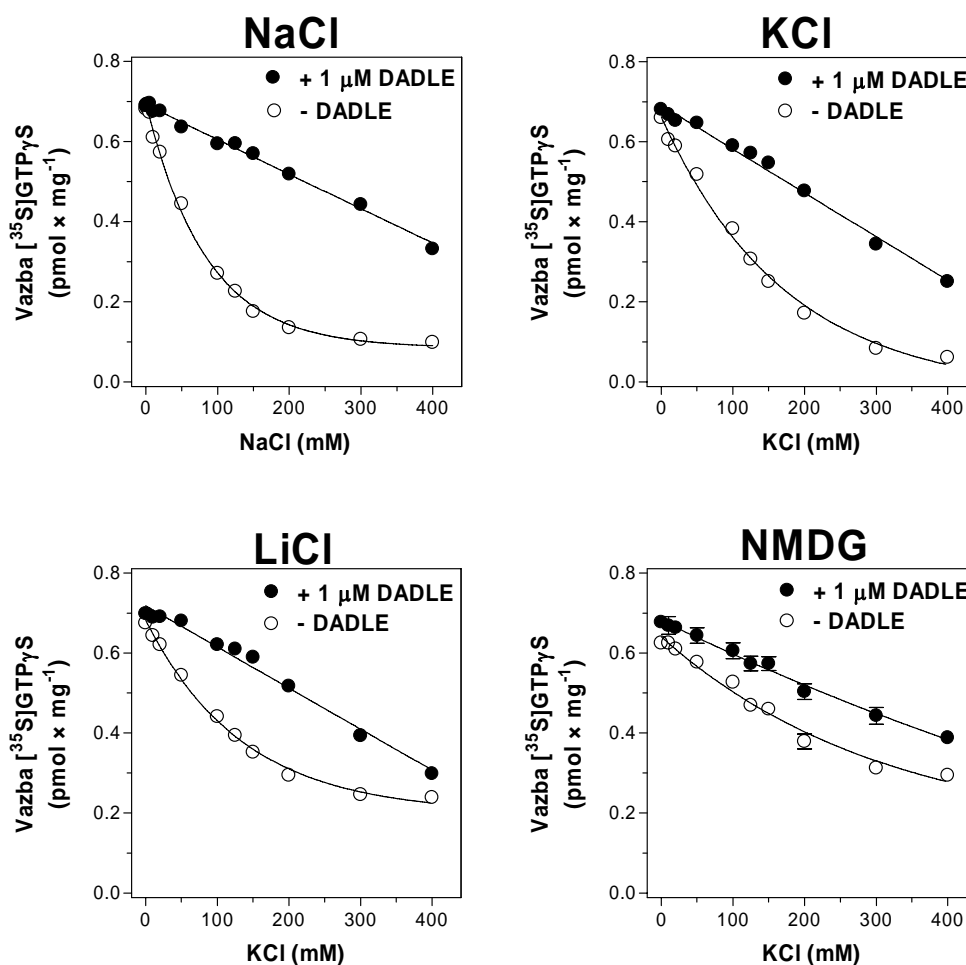 NaCl
+ 1 μM DADLE
- DADLE
Vazba [³⁵S]GTPγS
(pmol × mg⁻¹)
0.8
0.6
0.4
0.2
0.0
0 100 200 300 400
NaCl (mM)
KCl
+ 1 μM DADLE
- DADLE
Vazba [³⁵S]GTPγS
(pmol × mg⁻¹)
0.8
0.6
0.4
0.2
0.0
0 100 200 300 400
KCl (mM)
LiCl
+ 1 μM DADLE
- DADLE
Vazba [³⁵S]GTPγS
(pmol × mg⁻¹)
0.8
0.6
0.4
0.2
0.0
0 100 200 300 400
KCl (mM)
NMDG
+ 1 μM DADLE
- DADLE
Vazba [³⁵S]GTPγS
(pmol × mg⁻¹)
0.8
0.6
0.4
0.2
0.0
0 100 200 300 400
KCl (mM)